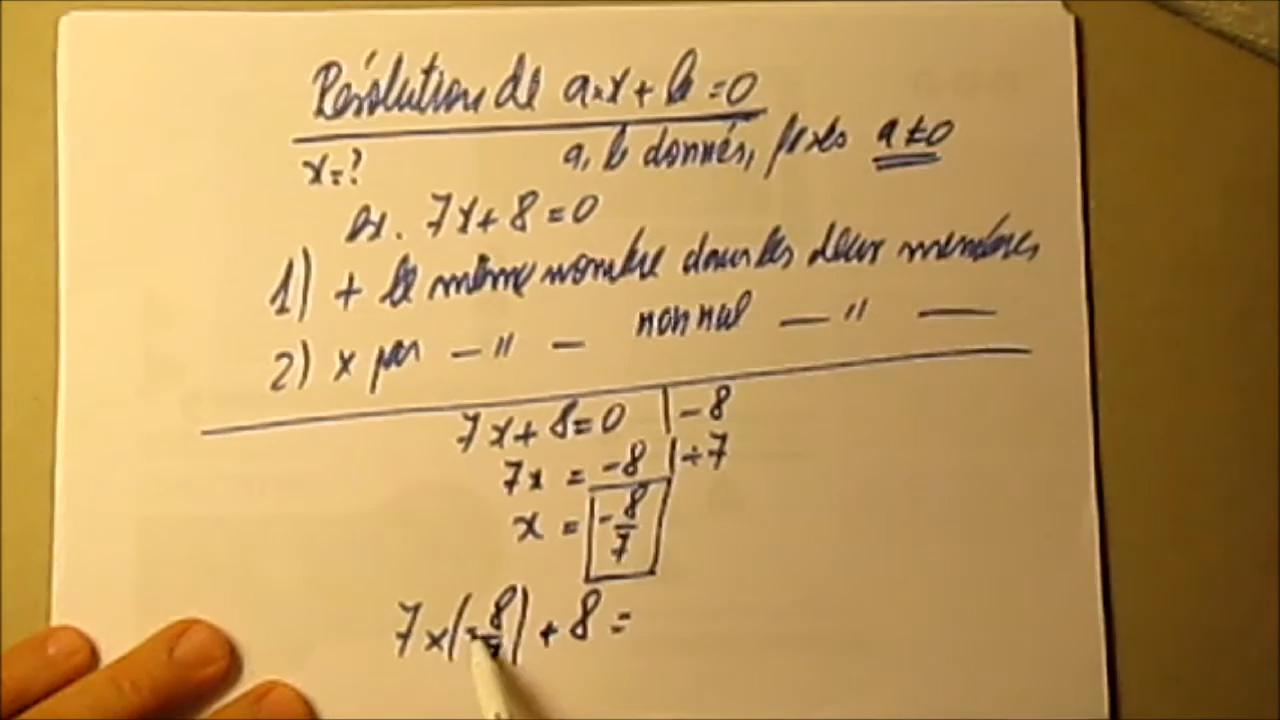 Résolution de a×x + b = 0
x = ?
a, b donnés, fixés a ≠ 0
ex. 7x + 8 = 0
1) + le même nombre dans les deux membres
2) × par — " — non nul — " —
7x + 8 = 0 | - 8
7x = -8 | ÷ 7
x = -8/7
7 × (-8/7) + 8 =